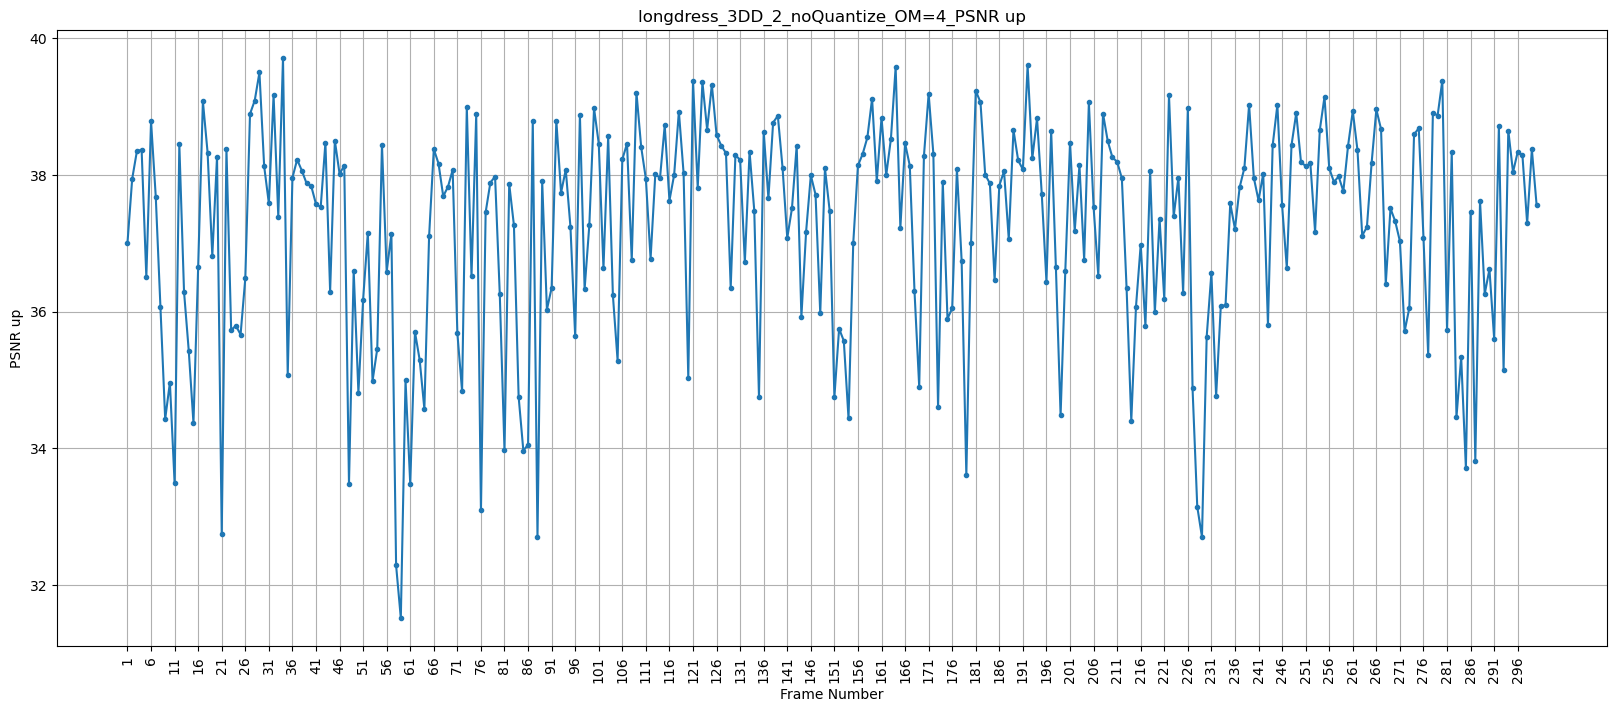 longdress_3DD_2_noQuantize_OM=4_PSNR up
40
38
36
34
32
PSNR up
1 6 11 16 21 26 31 36 41 46 51 56 61 66 71 76 81 86 91 96 101 106 111 116 121 126 131 136 141 146 151 156 161 166 171 176 181 186 191 196 201 206 211 216 221 226 231 236 241 246 251 256 261 266 271 276 281 286 291 296
Frame Number